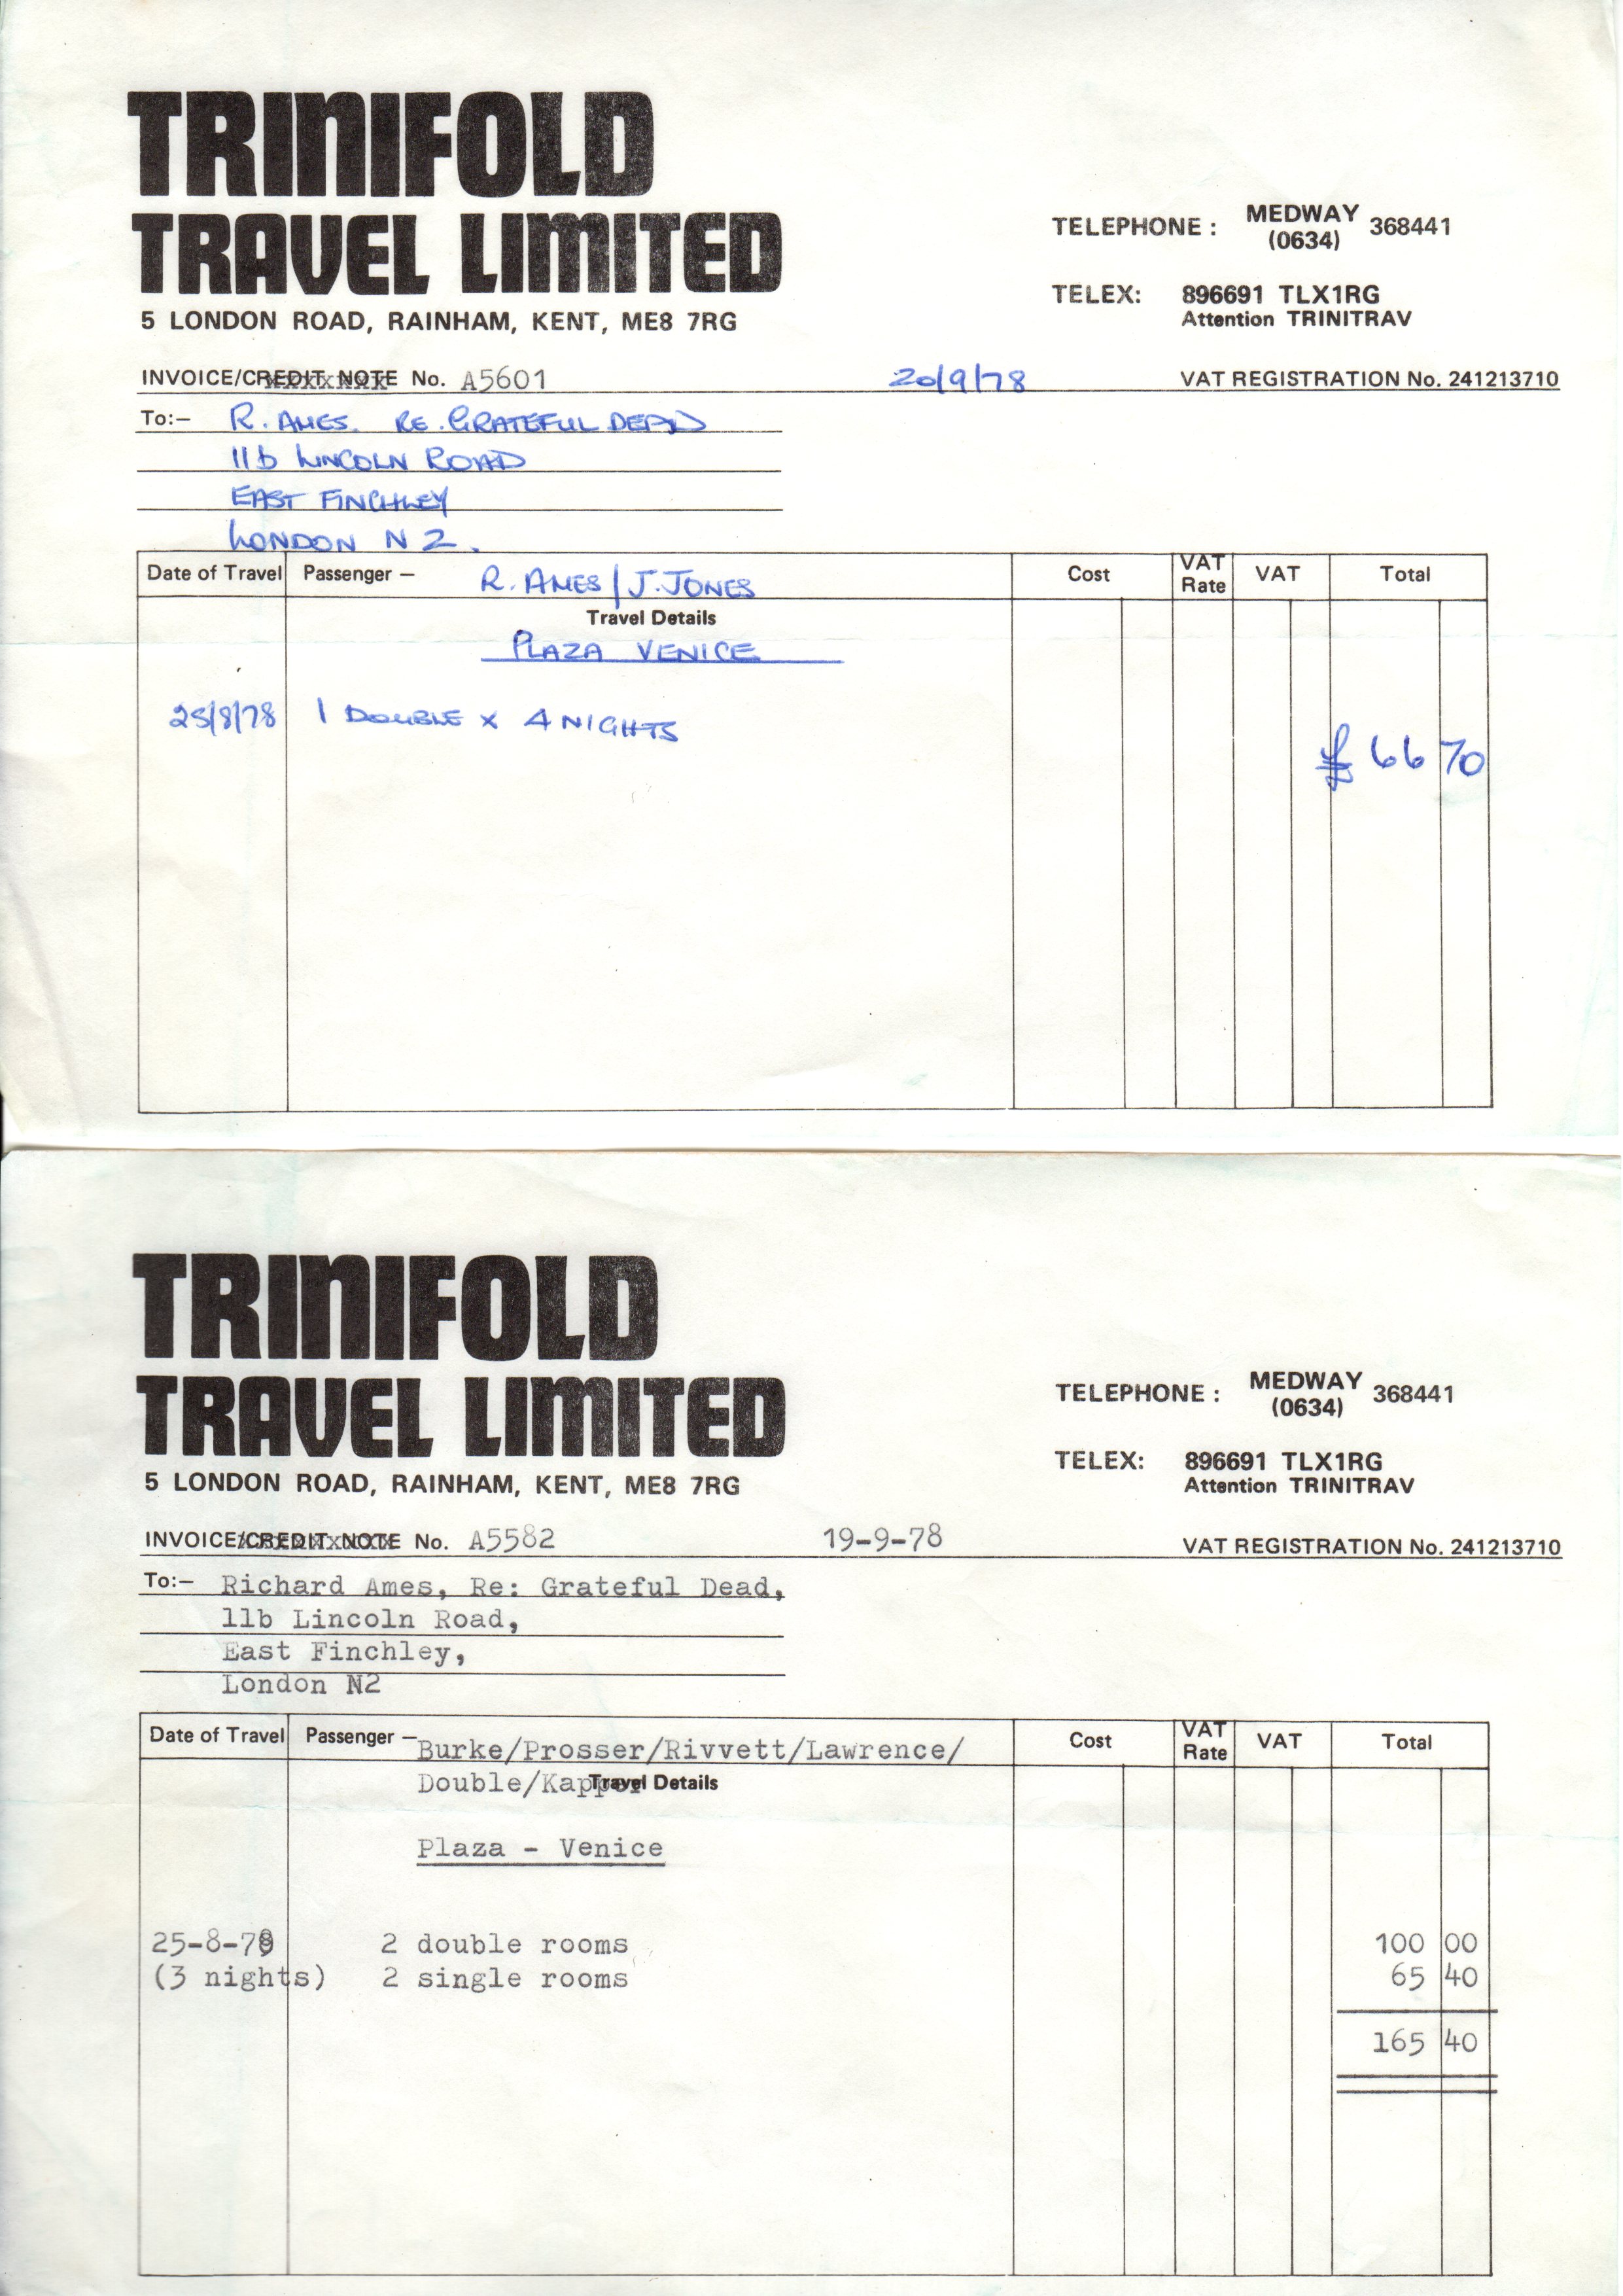 TRINIFOLD
TRAVEL LIMITED
5 LONDON ROAD, RAINHAM, KENT, ME8 7RG
TELEPHONE : MEDWAY (0634) 368441
TELEX: 896691 TLX1RG
Attention TRINITRAV
INVOICE/CREDIT NOTE No. A5601 20/9/78 VAT REGISTRATION No. 241213710
To:— R. AMES. RE. GRATEFUL DEAD
11b LINCOLN ROAD
EAST FINCHLEY
LONDON N2.
Date of Travel Passenger — R. AMES/J. JONES Cost VAT Rate VAT Total
Travel Details
PLAZA VENICE
25/8/78 1 DOUBLE x 4 NIGHTS
£ 66 70
TRINIFOLD
TRAVEL LIMITED
5 LONDON ROAD, RAINHAM, KENT, ME8 7RG
TELEPHONE : MEDWAY (0634) 368441
TELEX: 896691 TLX1RG
Attention TRINITRAV
INVOICE/CREDIT NOTE No. A5582 19-9-78 VAT REGISTRATION No. 241213710
To:— Richard Ames, Re: Grateful Dead,
11b Lincoln Road,
East Finchley,
London N2
Date of Travel Passenger — Burke/Prosser/Rivvett/Lawrence/ Cost VAT Rate VAT Total
Double/Kapper Travel Details
Plaza - Venice
25-8-78 2 double rooms 100 00
(3 nights) 2 single rooms 65 40
165 40